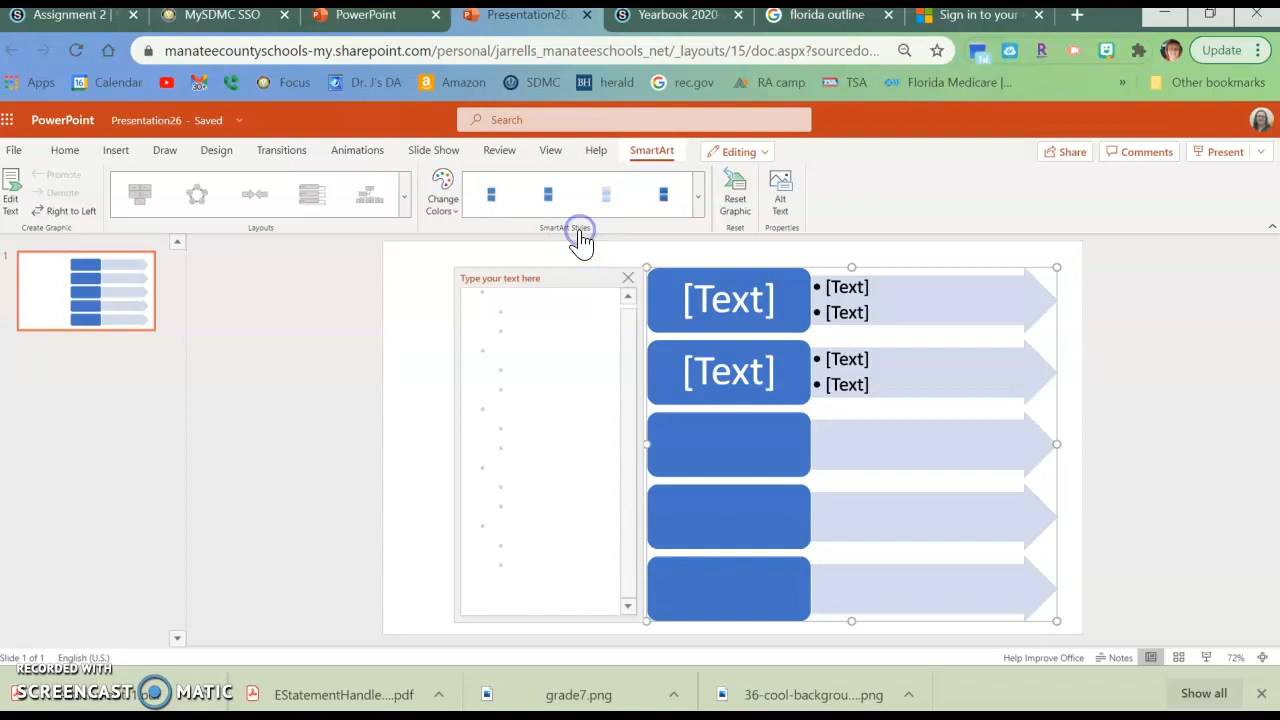 Assignment 2 |
MySDMC SSO
PowerPoint
Presentation26
Yearbook 2020
florida outline
Sign in to your
manateecountyschools-my.sharepoint.com/personal/jarrells_manateeschools_net/_layouts/15/doc.aspx?sourcedo...
Update
Apps
16 Calendar
Focus
Dr. J's DA
Amazon
SDMC
BH herald
rec.gov
RA camp
TSA
Florida Medicare |...
» Other bookmarks
PowerPoint
Presentation26 - Saved
Search
File Home Insert Draw Design Transitions Animations Slide Show Review View Help SmartArt Editing
Share Comments Present
Edit Text
Promote
Demote
Right to Left
Change Colors
Reset Graphic
Alt Text
Create Graphic
Layouts
SmartArt Styles
Reset
Properties
1
Type your text here
[Text]
• [Text]
• [Text]
[Text]
• [Text]
• [Text]
Slide 1 of 1 English (U.S.)
Help Improve Office Notes 72%
RECORDED WITH
SCREENCAST MATIC
EStatementHandle....pdf
grade7.png
36-cool-backgrou....png
Show all